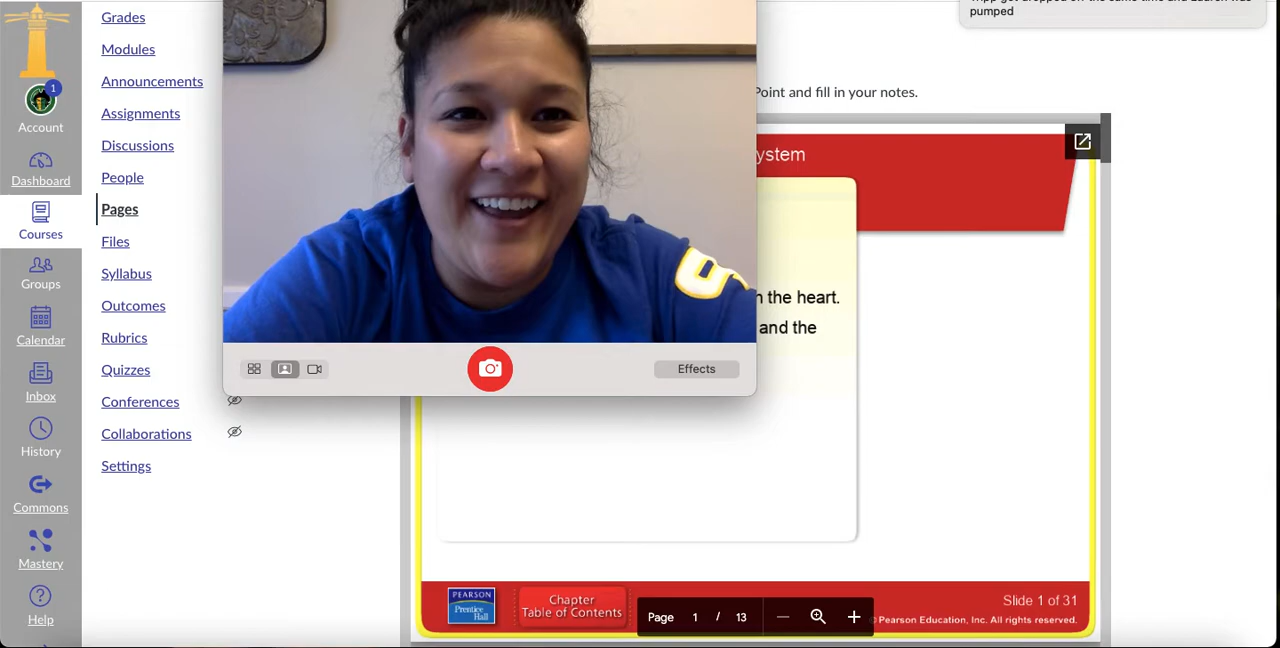 Grades
Modules
Announcements
Assignments
Discussions
People
Pages
Files
Syllabus
Outcomes
Rubrics
Quizzes
Conferences
Collaborations
Settings
1
Account
Dashboard
Courses
Groups
Calendar
Inbox
History
Commons
Mastery
Help
Effects
pumped
Point and fill in your notes.
ystem
the heart.
and the
PEARSON
Prentice
Hall
Chapter
Table of Contents
Slide 1 of 31
Page 1 / 13
© Pearson Education, Inc. All rights reserved.